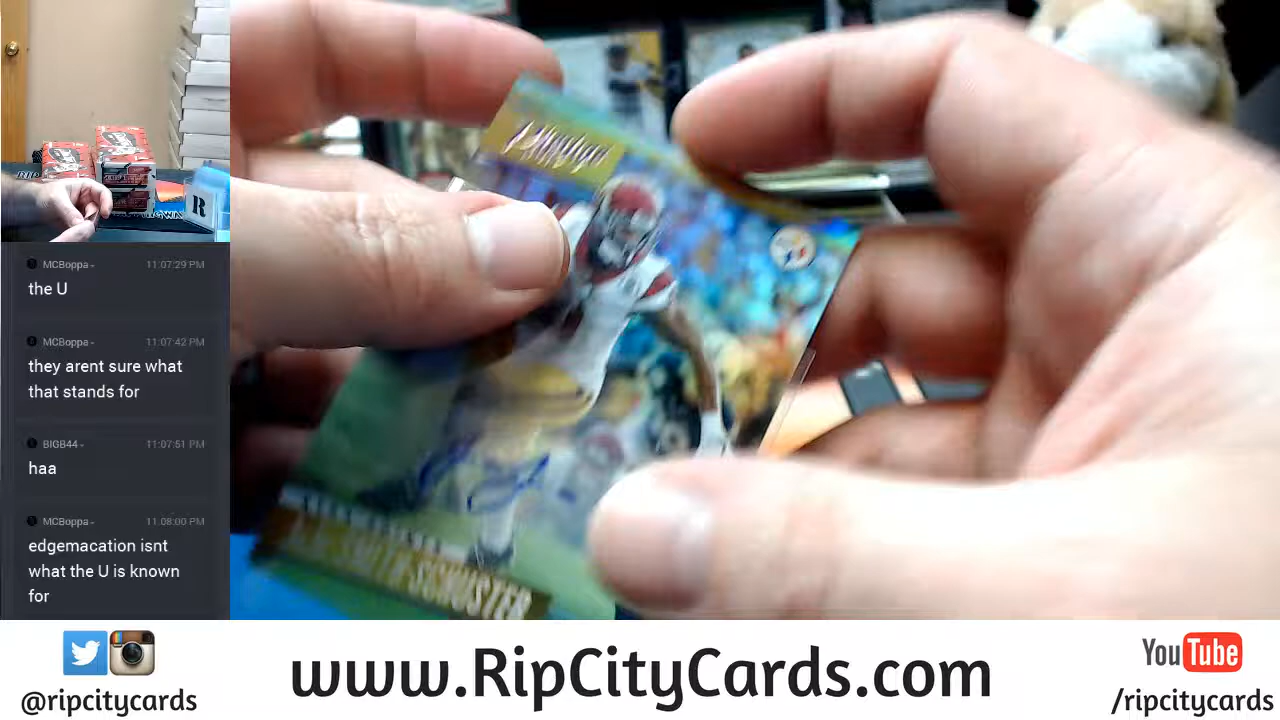 MCBoppa- 11:07:29 PM
the U
MCBoppa- 11:07:42 PM
they arent sure what
that stands for
BIGB44- 11:07:51 PM
haa
MCBoppa- 11:08:00 PM
edgemacation isnt
what the U is known
for
R
SMITH-SCHUSTER
@ripcitycards
www.RipCityCards.com
YouTube
/ripcitycards